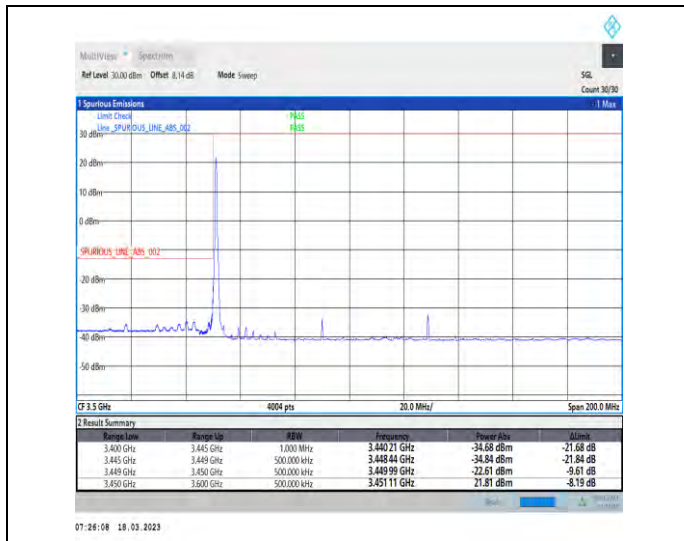 MultiView Spectrum
Ref Level 30.00 dBm Offset 8.14 dB Mode Sweep SGL
Count 30/30
1 Spurious Emissions 1 Max
Limit Check PASS
Line _SPURIOUS_LINE_ABS_002 PASS
30 dBm
20 dBm
10 dBm
0 dBm
_SPURIOUS_LINE_ABS_002
-20 dBm
-30 dBm
-40 dBm
-50 dBm
CF 3.5 GHz 4004 pts 20.0 MHz/ Span 200.0 MHz
2 Result Summary
Range Low Range Up RBW Frequency Power Abs ΔLimit
3.400 GHz 3.445 GHz 1.000 MHz 3.440 21 GHz -34.68 dBm -21.68 dB
3.445 GHz 3.449 GHz 500.000 kHz 3.448 44 GHz -34.84 dBm -21.84 dB
3.449 GHz 3.450 GHz 500.000 kHz 3.449 99 GHz -22.61 dBm -9.61 dB
3.450 GHz 3.600 GHz 500.000 kHz 3.451 11 GHz 21.81 dBm -8.19 dB
07:26:08 18.03.2023